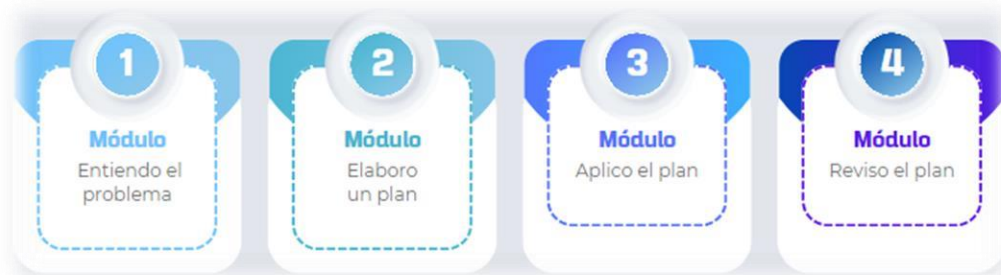 1
Módulo
Entiendo el
problema
2
Módulo
Elaboro
un plan
3
Módulo
Aplico el plan
4
Módulo
Reviso el plan